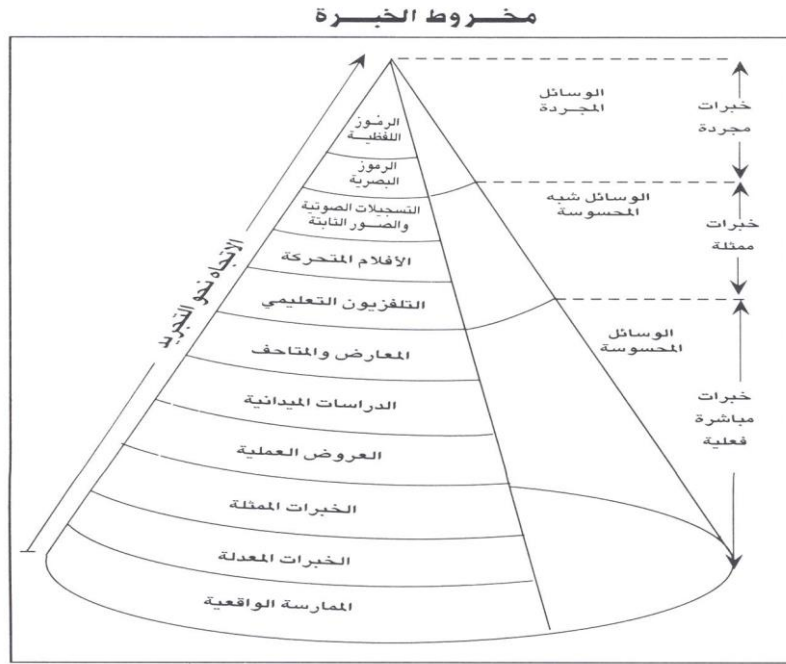 مخروط الخبرة
الوسائل
المجردة
خبرات
مجردة
الرموز
اللفظية
الرموز
البصرية
الوسائل شبه
المحسوسة
خبرات
ممثلة
التسجيلات الصوتية
والصور الثابتة
الأفلام المتحركة
التلفزيون التعليمي
الوسائل
المحسوسة
المعارض والمتاحف
خبرات
مباشرة
فعلية
الدراسات الميدانية
العروض العملية
الخبرات الممثلة
الخبرات المعدلة
الممارسة الواقعية
الاتجاه نحو التجريد